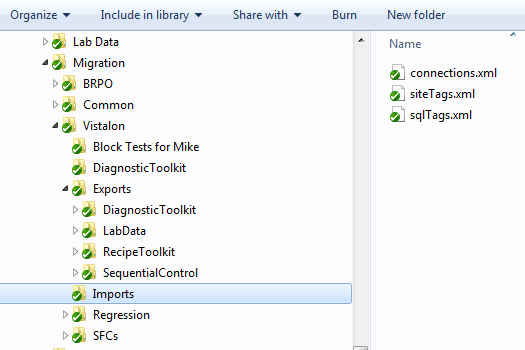 Organize Include in library Share with Burn New folder
Lab Data
Migration
BRPO
Common
Vistalon
Block Tests for Mike
DiagnosticToolkit
Exports
DiagnosticToolkit
LabData
RecipeToolkit
SequentialControl
Imports
Regression
SFCs
Name
connections.xml
siteTags.xml
sqlTags.xml